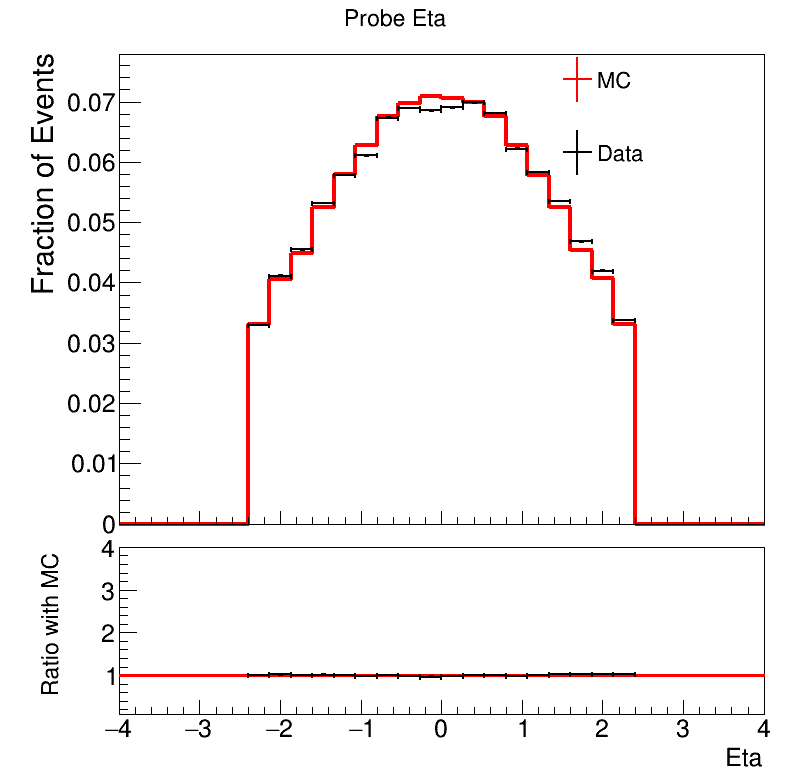 Probe Eta
Fraction of Events
MC
Data
0.07
0.06
0.05
0.04
0.03
0.02
0.01
0
Ratio with MC
4
3
2
1
−4 −3 −2 −1 0 1 2 3 4
Eta